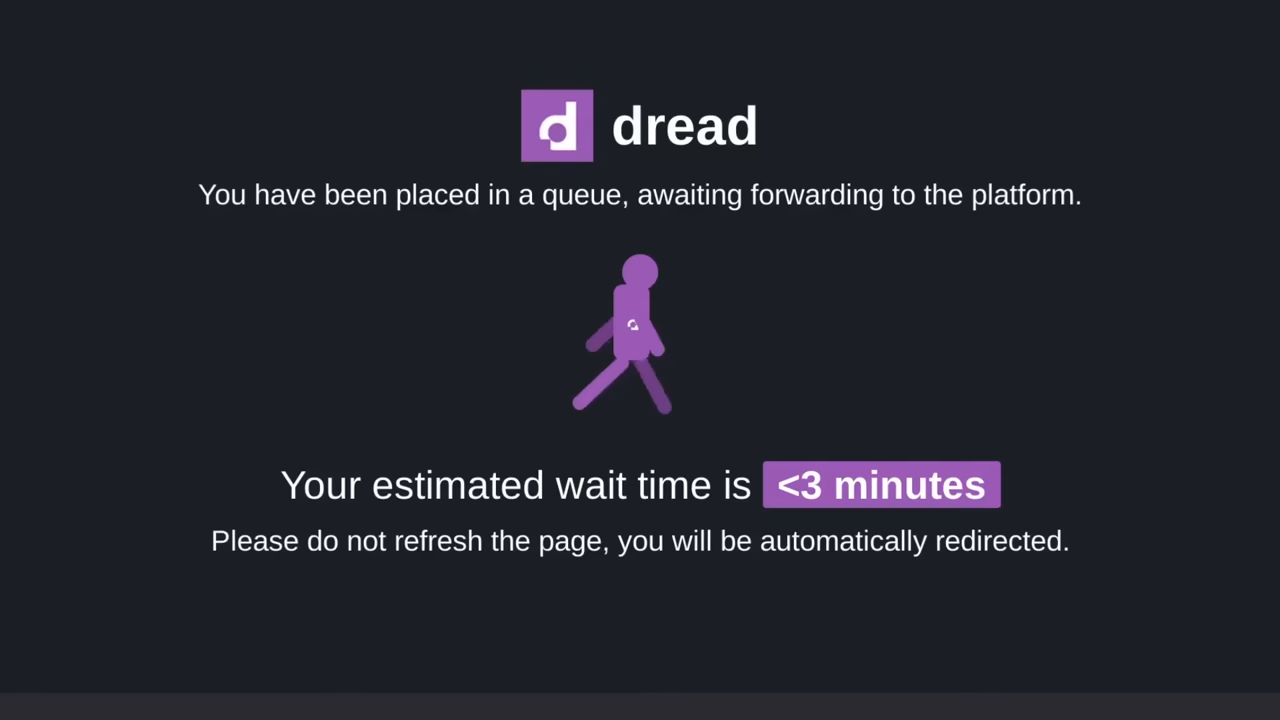 dread
You have been placed in a queue, awaiting forwarding to the platform.
Your estimated wait time is <3 minutes
Please do not refresh the page, you will be automatically redirected.